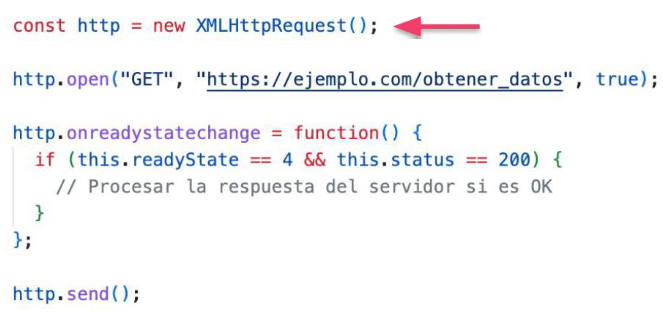 const http = new XMLHttpRequest();
http.open("GET", "https://ejemplo.com/obtener_datos", true);
http.onreadystatechange = function() {
if (this.readyState == 4 && this.status == 200) {
// Procesar la respuesta del servidor si es OK
}
};
http.send();